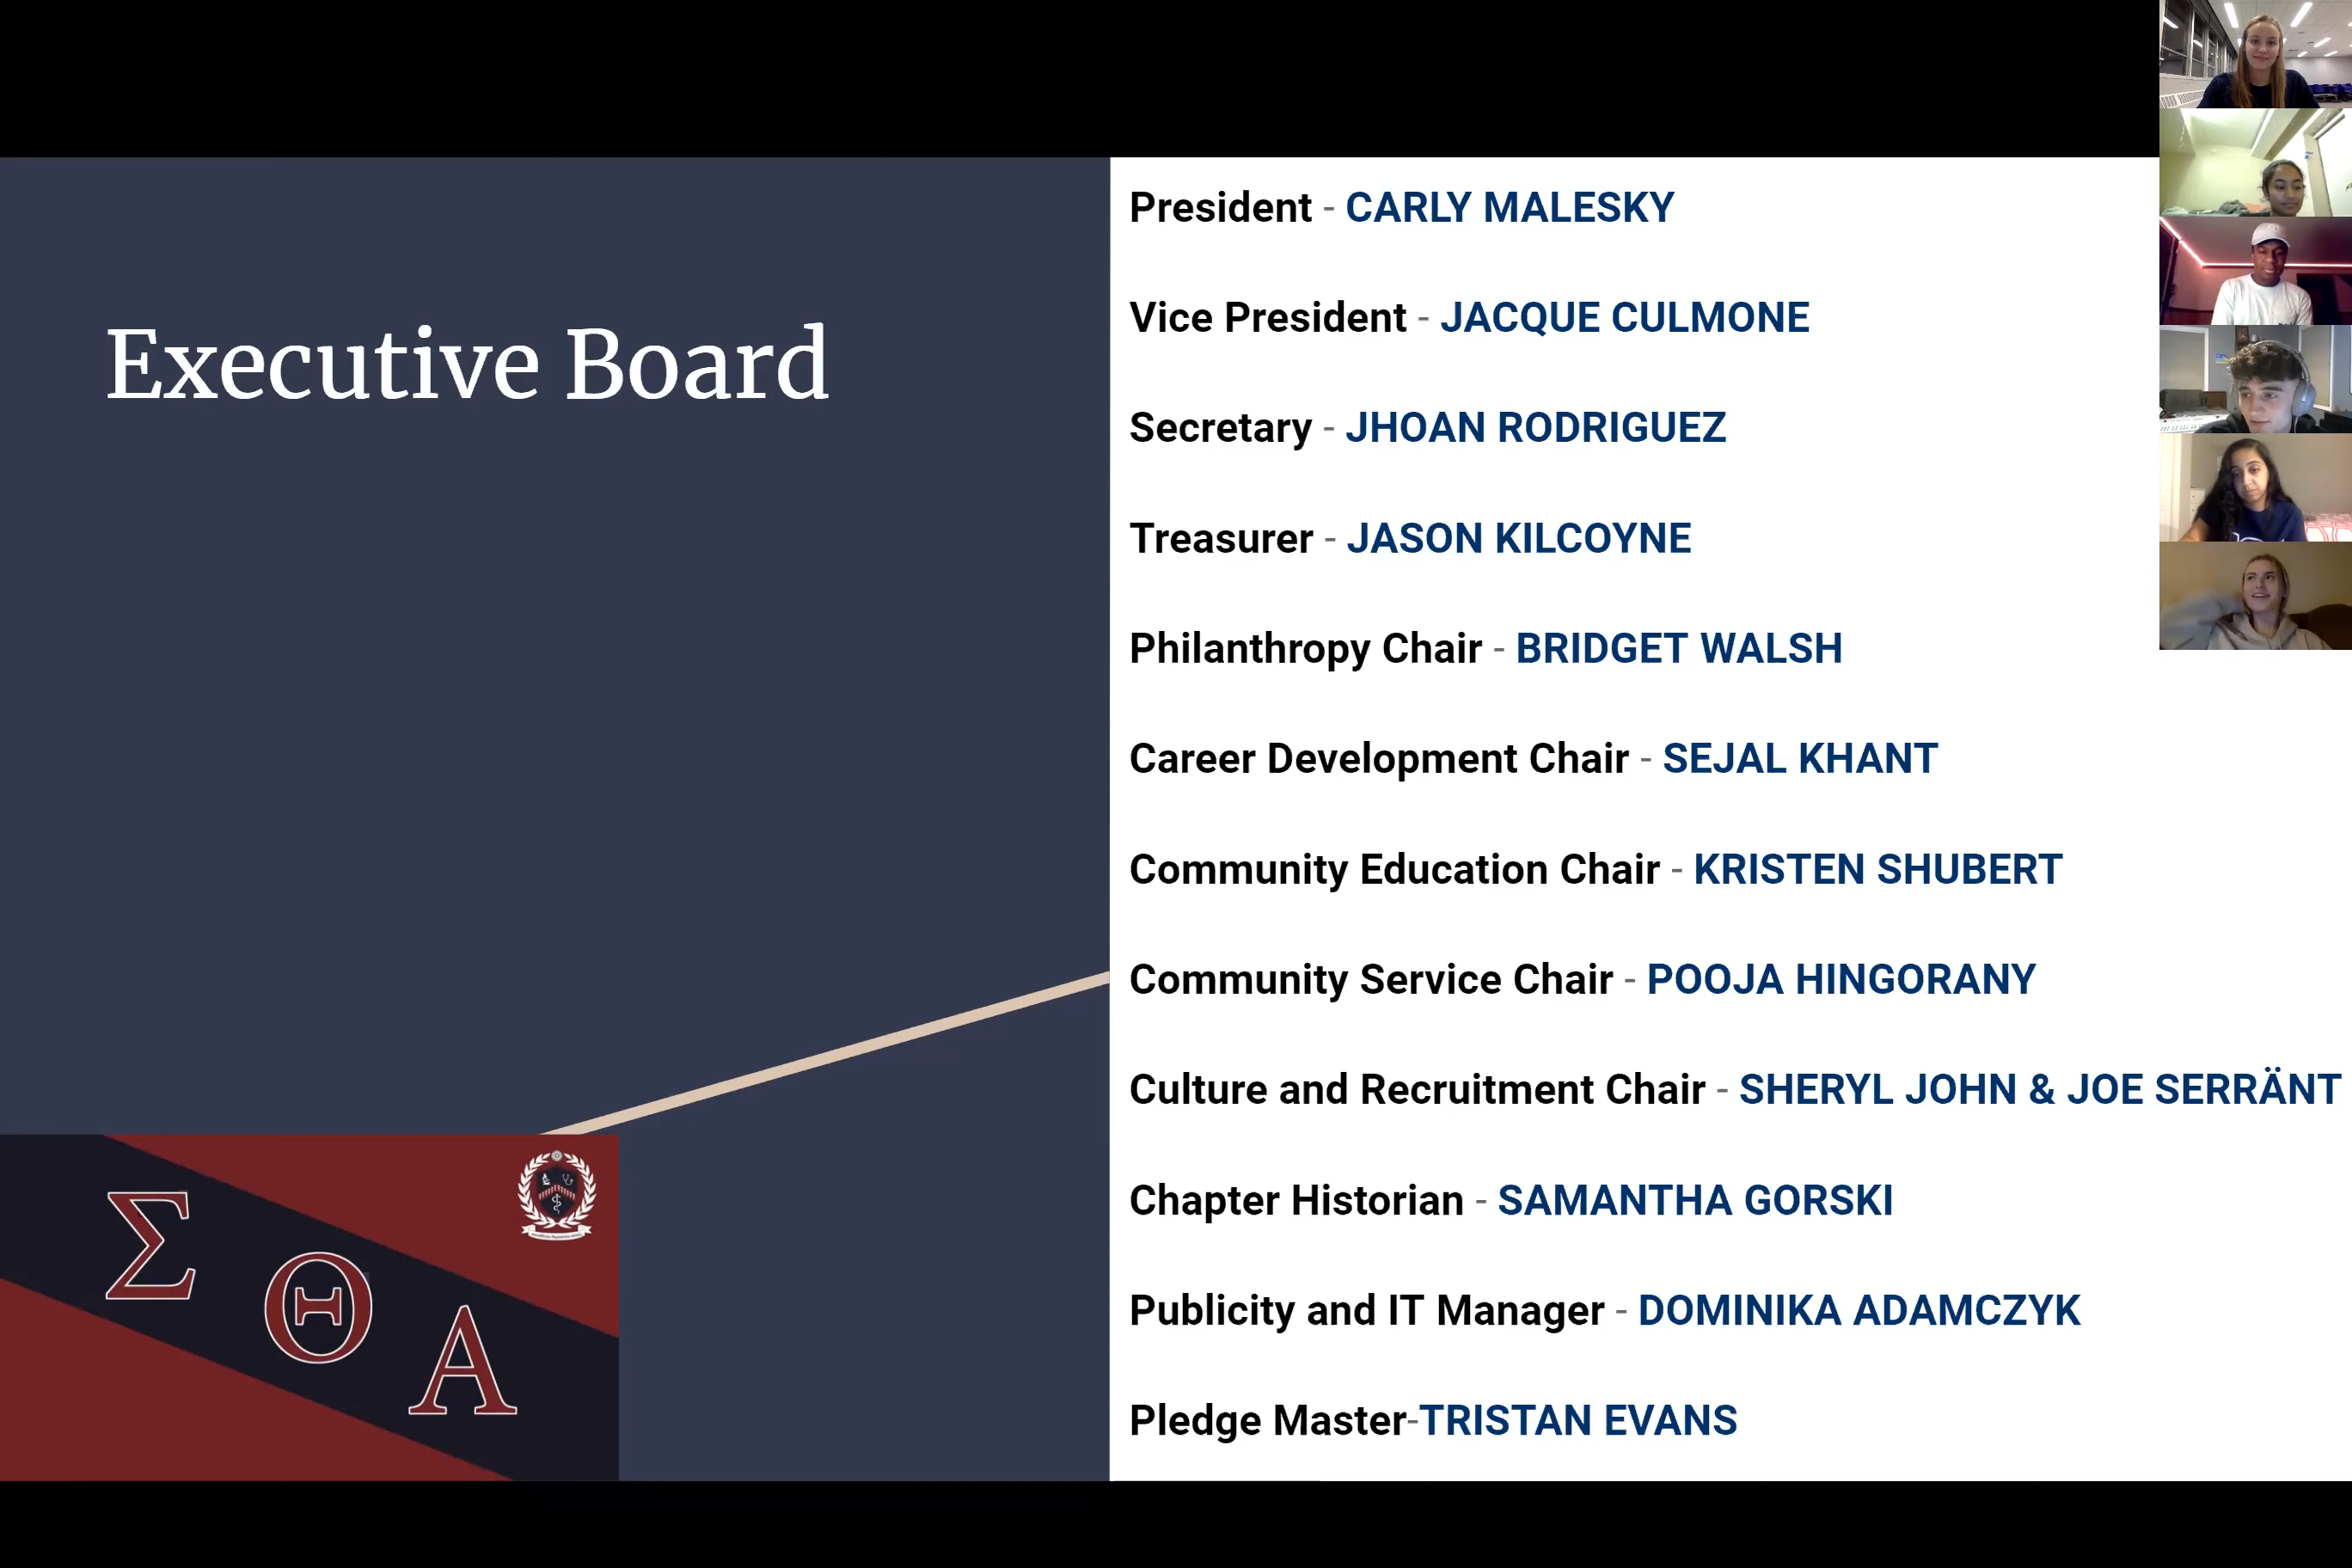 Executive Board
President - CARLY MALESKY
Vice President - JACQUE CULMONE
Secretary - JHOAN RODRIGUEZ
Treasurer - JASON KILCOYNE
Philanthropy Chair - BRIDGET WALSH
Career Development Chair - SEJAL KHANT
Community Education Chair - KRISTEN SHUBERT
Community Service Chair - POOJA HINGORANY
Culture and Recruitment Chair - SHERYL JOHN & JOE SERRÄNT
Chapter Historian - SAMANTHA GORSKI
Publicity and IT Manager - DOMINIKA ADAMCZYK
Pledge Master-TRISTAN EVANS
Σ Θ Α